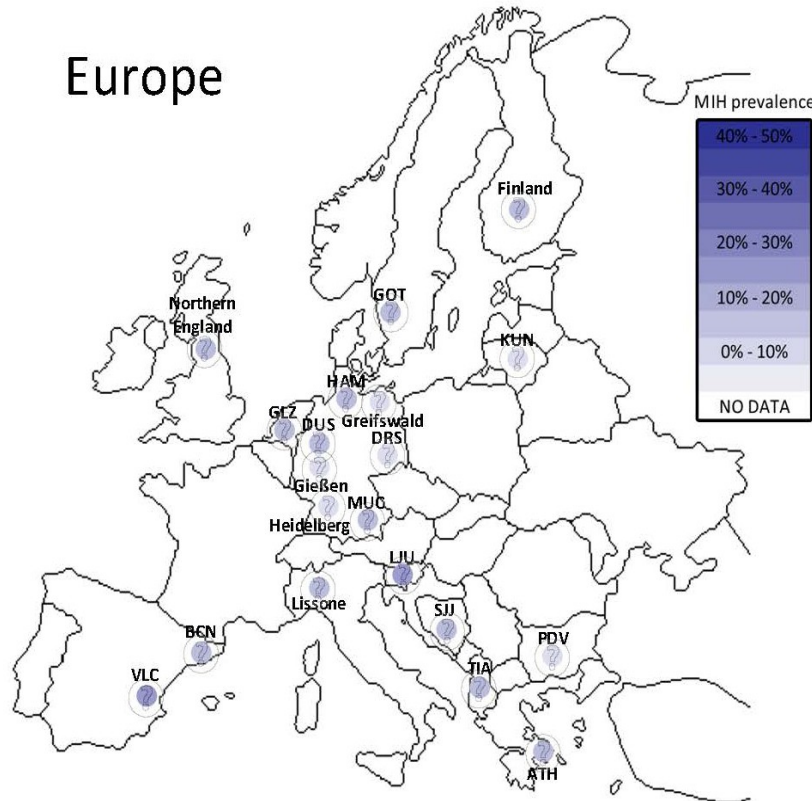 Europe
MIH prevalence
40% - 50%
30% - 40%
20% - 30%
10% - 20%
0% - 10%
NO DATA
Finland
GOT
Northern
England
KUN
HAM
Greifswald
GLZ
DUS
DRS
Gießen
MUC
Heidelberg
LJU
Lissone
SJJ
BCN
PDV
VLC
TIA
ATH